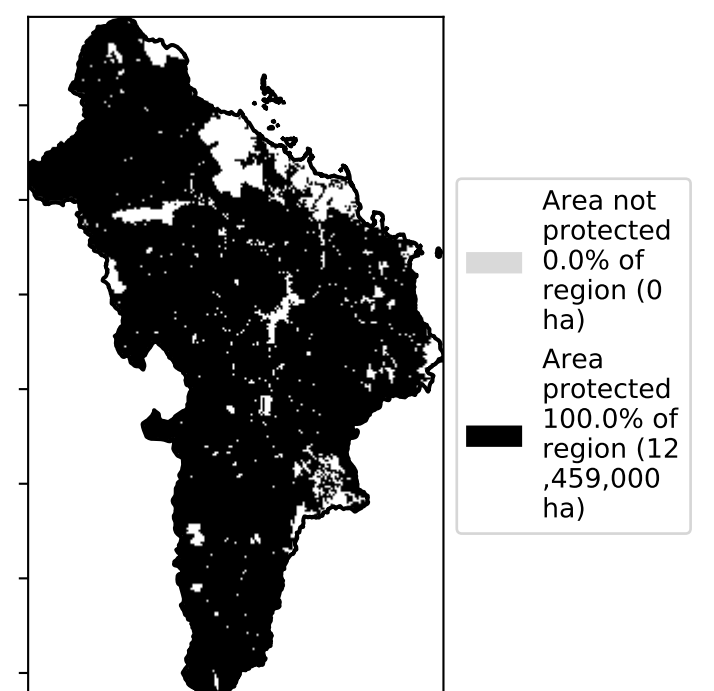 Area not
protected
0.0% of
region (0
ha)
Area
protected
100.0% of
region (12
,459,000
ha)